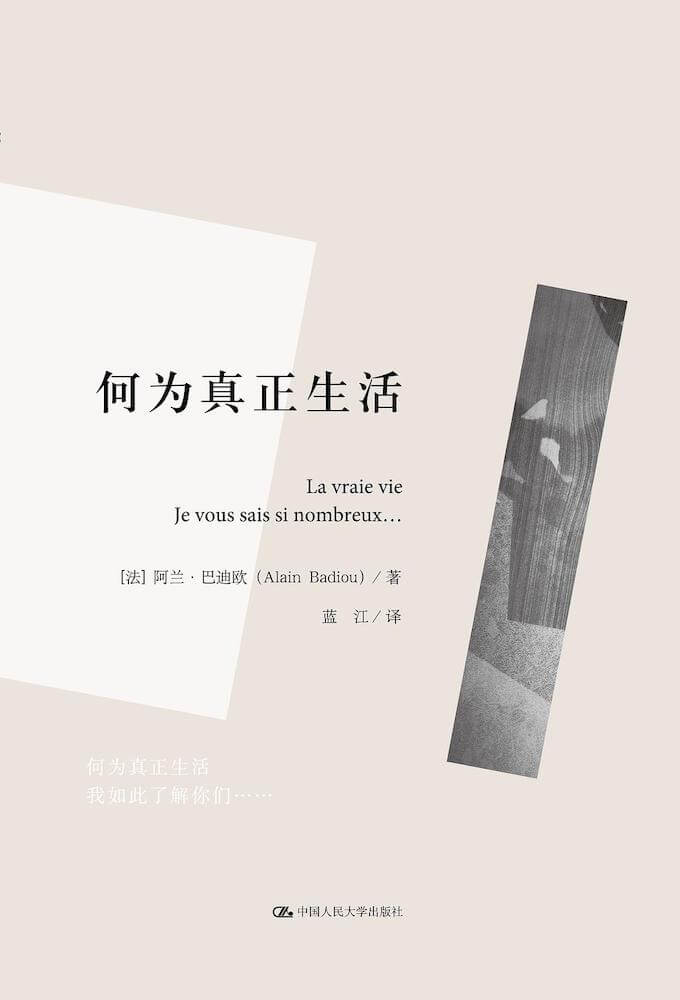 何为真正生活
La vraie vie
Je vous sais si nombreux…
[法] 阿兰·巴迪欧（Alain Badiou）/ 著
蓝 江 / 译
何为真正生活
我如此了解你们……
中国人民大学出版社